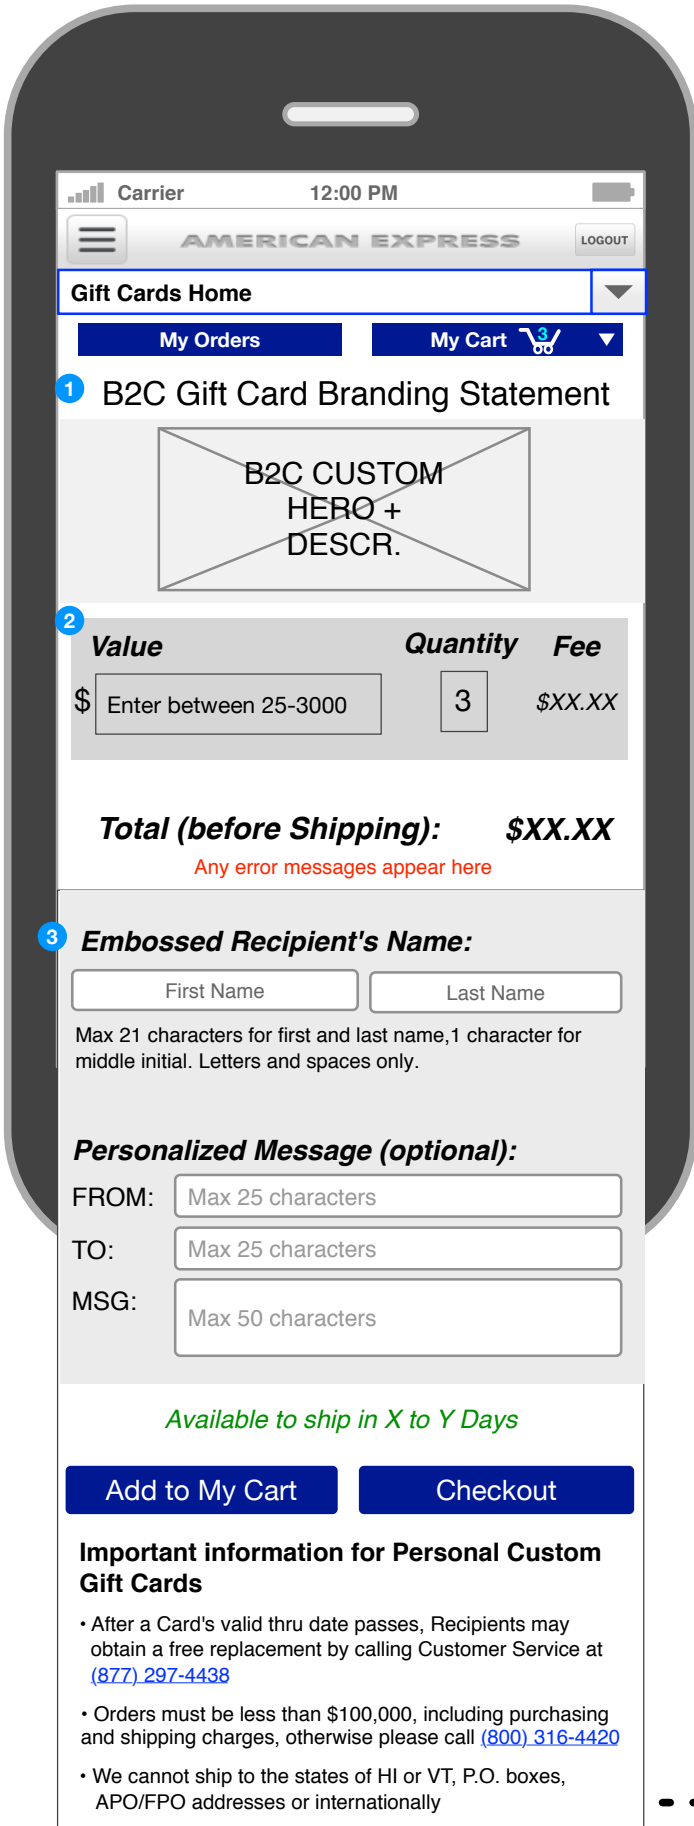 Carrier 12:00 PM
AMERICAN EXPRESS LOGOUT
Gift Cards Home
My Orders My Cart 3
1 B2C Gift Card Branding Statement
B2C CUSTOM
HERO +
DESCR.
2
Value Quantity Fee
$ Enter between 25-3000 3 $XX.XX
Total (before Shipping): $XX.XX
Any error messages appear here
3 Embossed Recipient's Name:
First Name Last Name
Max 21 characters for first and last name,1 character for
middle initial. Letters and spaces only.
Personalized Message (optional):
FROM: Max 25 characters
TO: Max 25 characters
MSG: Max 50 characters
Available to ship in X to Y Days
Add to My Cart Checkout
Important information for Personal Custom
Gift Cards
• After a Card's valid thru date passes, Recipients may
obtain a free replacement by calling Customer Service at
(877) 297-4438
• Orders must be less than $100,000, including purchasing
and shipping charges, otherwise please call (800) 316-4420
• We cannot ship to the states of HI or VT, P.O. boxes,
APO/FPO addresses or internationally